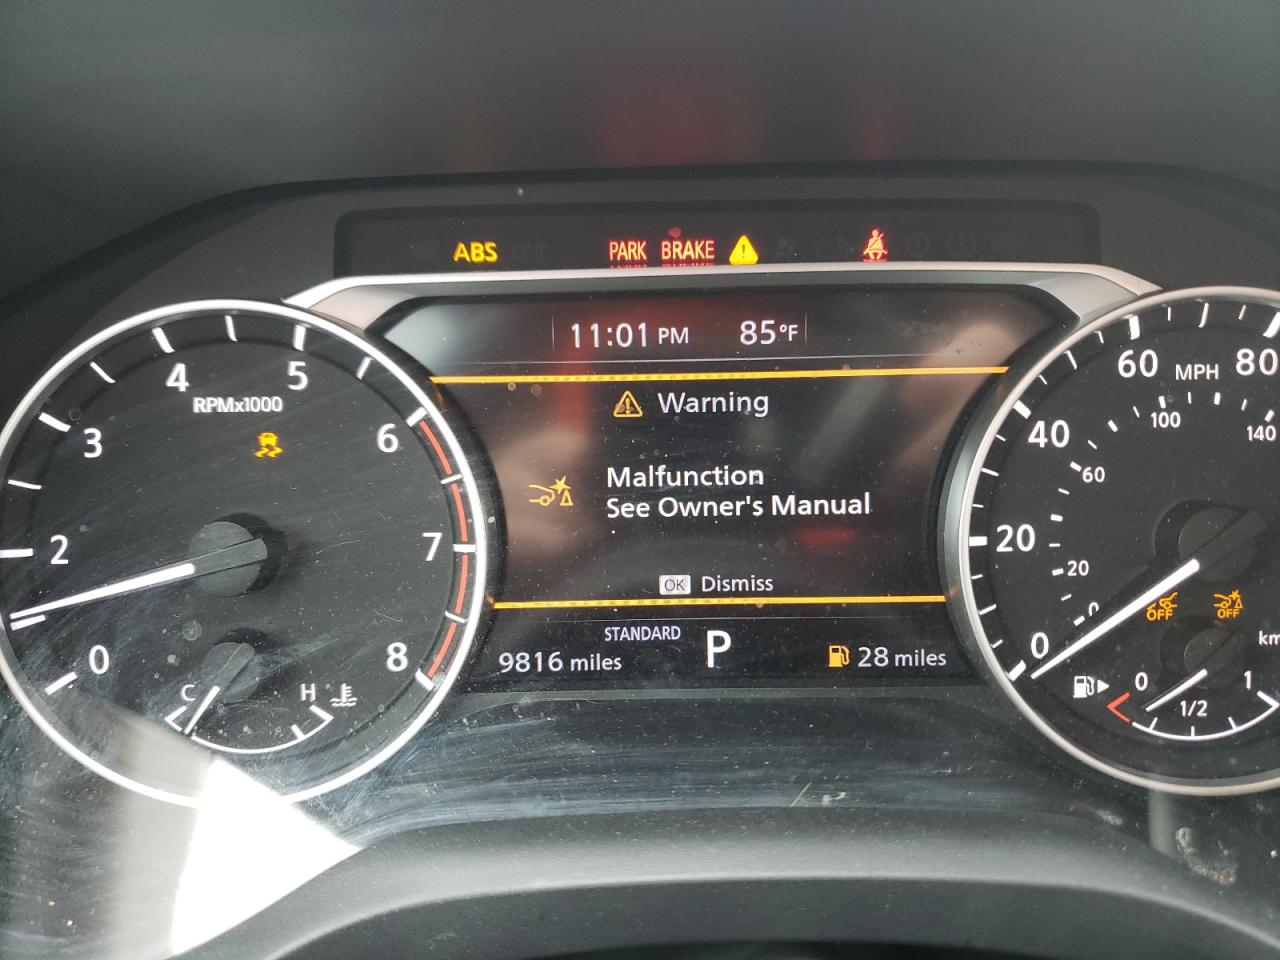 ABS
PARK BRAKE
11:01 PM 85°F
Warning
Malfunction
See Owner's Manual
OK Dismiss
STANDARD
9816 miles
P
28 miles
RPMx1000
0
2
3
4
5
6
7
8
C H
MPH
0
20
40
60
80
0
20
60
100
140
km
OFF
OFF
0 1/2 1